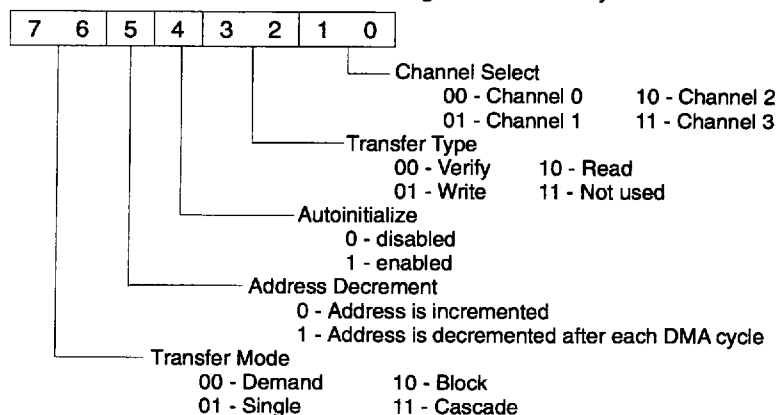 7 6 5 4 3 2 1 0
Channel Select
00 - Channel 0 10 - Channel 2
01 - Channel 1 11 - Channel 3
Transfer Type
00 - Verify 10 - Read
01 - Write 11 - Not used
Autoinitialize
0 - disabled
1 - enabled
Address Decrement
0 - Address is incremented
1 - Address is decremented after each DMA cycle
Transfer Mode
00 - Demand 10 - Block
01 - Single 11 - Cascade